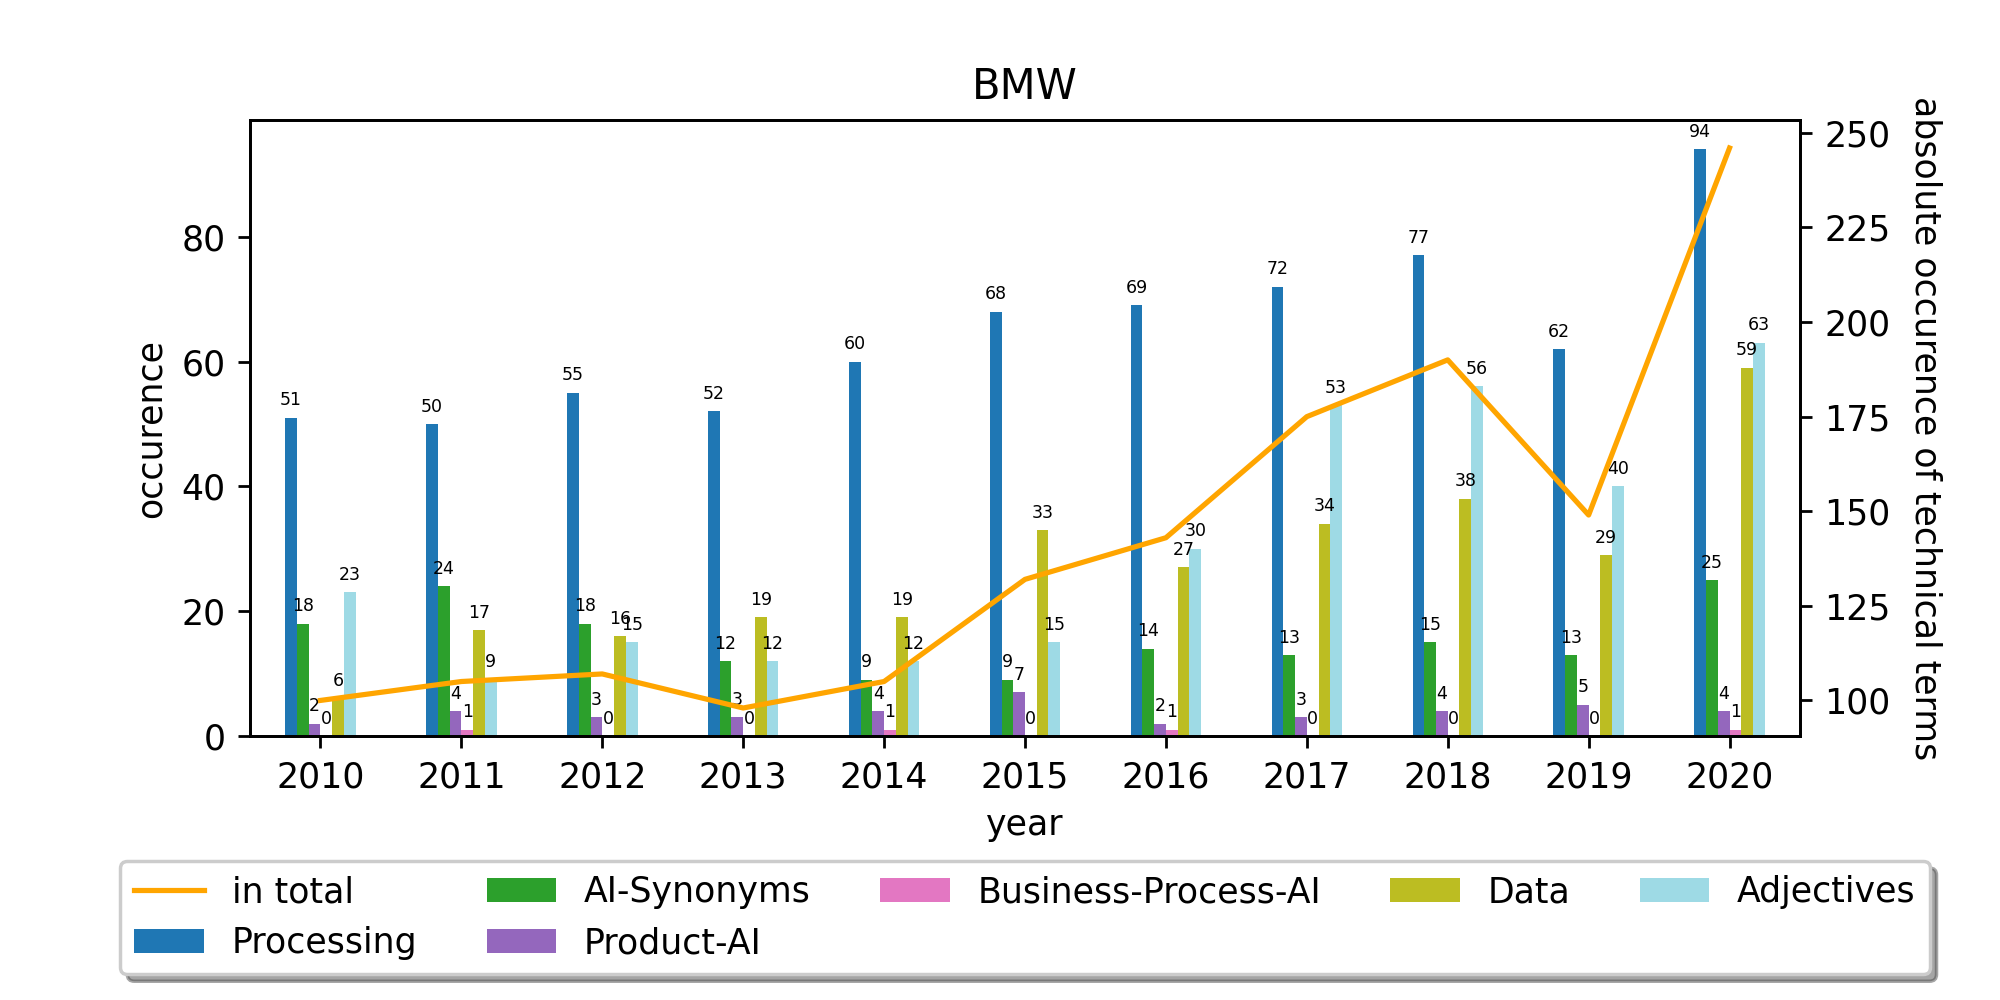 BMW
occurence
80
60
40
20
0
51 18 2 0 6 23
50 24 4 1 17 9
55 18 3 0 16 15
52 12 3 0 19 12
60 9 4 1 19 12
68 9 7 0 33 15
69 14 2 1 27 30
72 13 3 0 34 53
77 15 4 0 38 56
62 13 5 0 29 40
94 25 4 1 59 63
250
225
200
175
150
125
100
absolute occurence of technical terms
2010 2011 2012 2013 2014 2015 2016 2017 2018 2019 2020
year
in total AI-Synonyms Business-Process-AI Data Adjectives
Processing Product-AI